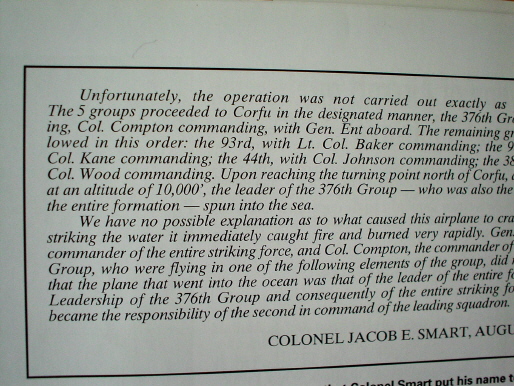 Unfortunately, the operation was not carried out exactly as
The 5 groups proceeded to Corfu in the designated manner, the 376th
ing, Col. Compton commanding, with Gen. Ent aboard. The remaining
lowed in this order: the 93rd, with Lt. Col. Baker commanding; the
Col. Kane commanding; the 44th, with Col. Johnson commanding; the
Col. Wood commanding. Upon reaching the turning point north of Corfu,
at an altitude of 10,000', the leader of the 376th Group — who was also the
the entire formation — spun into the sea.
We have no possible explanation as to what caused this airplane to
striking the water it immediately caught fire and burned very rapidly. Gen.
commander of the entire striking force, and Col. Compton, the commander of
Group, who were flying in one of the following elements of the group, did
that the plane that went into the ocean was that of the leader of the entire
Leadership of the 376th Group and consequently of the entire striking
became the responsibility of the second in command of the leading squadron.
COLONEL JACOB E. SMART,
Colonel Smart put his name